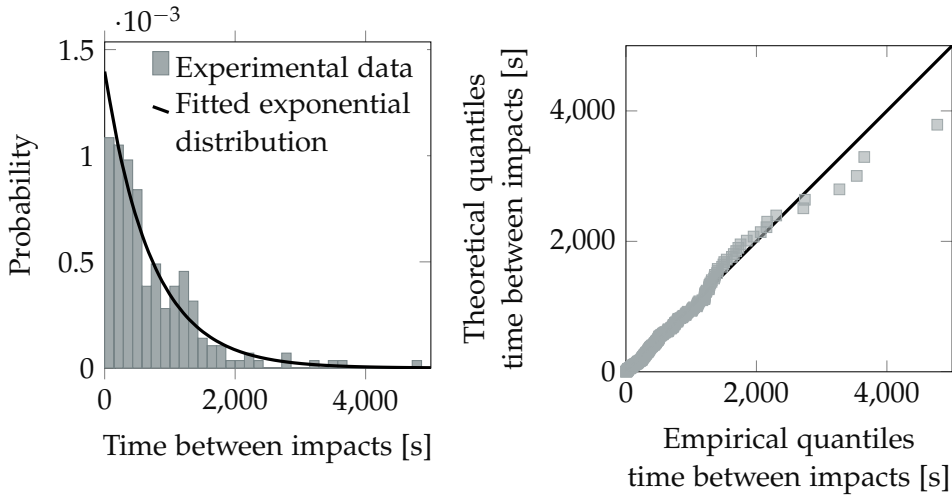 ·10−3
1.5
1
0.5
0
Probability
Experimental data
Fitted exponential
distribution
0
2,000
4,000
Time between impacts [s]
Theoretical quantiles
time between impacts [s]
4,000
2,000
0
0
2,000
4,000
Empirical quantiles
time between impacts [s]